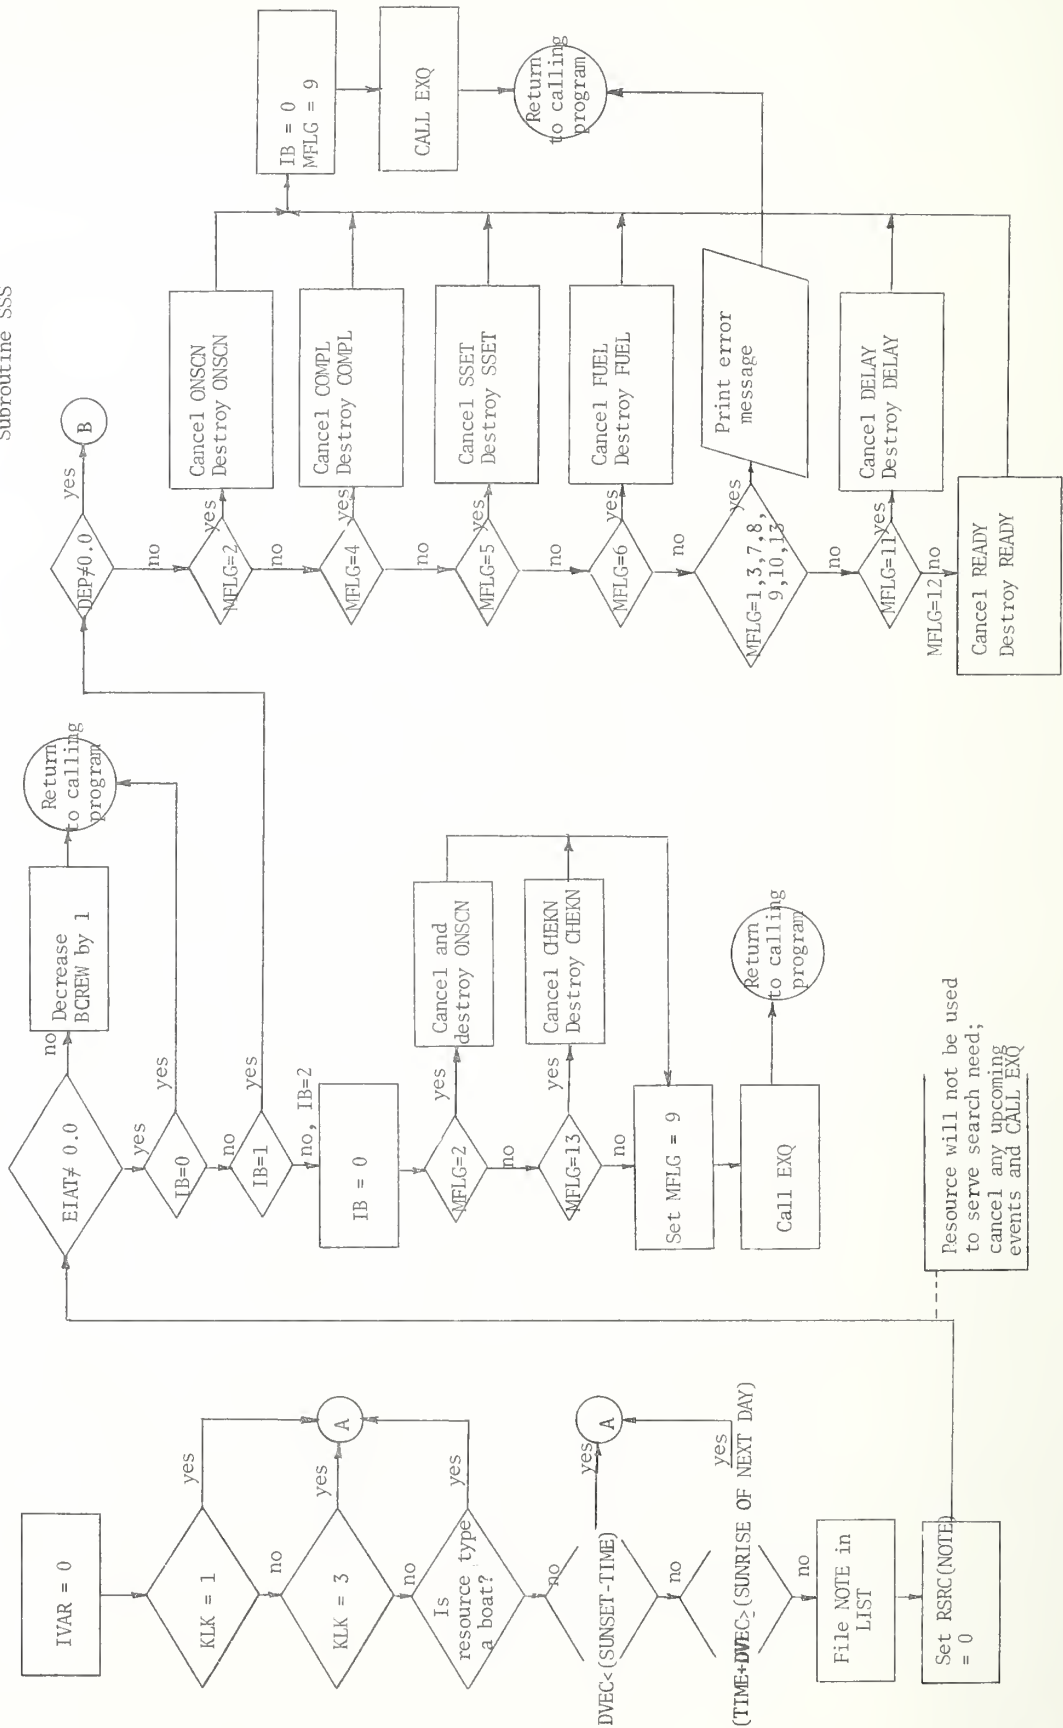 Subroutine SSS
IVAR = 0
KLK = 1
yes
no
KLK = 3
yes
A
no
Is
resource type
a boat?
yes
no
DVEC<(SUNSET-TIME)
yes
A
no
(TIME+DVEC≥(SUNRISE OF NEXT DAY)
yes
no
File NOTE in
LIST
Set RSRC(NOTE)
= 0
EIAT≠ 0.0
no
Decrease
BCREW by 1
Return
to calling
program
yes
IB=0
yes
no
IB=1
yes
no, IB=2
IB = 0
MFLG=2
yes
Cancel and
destroy ONSCN
no
MFLG=13
yes
Cancel CHEKN
Destroy CHEKN
no
Set MFLG = 9
Call EXQ
Return
to calling
program
Resource will not be used
to serve search need;
cancel any upcoming
events and CALL EXQ
DEP≠0.0
yes
B
no
MFLG=2
yes
Cancel ONSCN
Destroy ONSCN
no
MFLG=4
yes
Cancel COMPL
Destroy COMPL
no
MFLG=5
yes
Cancel SSET
Destroy SSET
no
MFLG=6
yes
Cancel FUEL
Destroy FUEL
no
MFLG=1,3,7,8,
9,10,13
yes
Print error
message
no
MFLG=11
yes
Cancel DELAY
Destroy DELAY
no
MFLG=12
Cancel READY
Destroy READY
IB = 0
MFLG = 9
CALL EXQ
Return
to calling
program